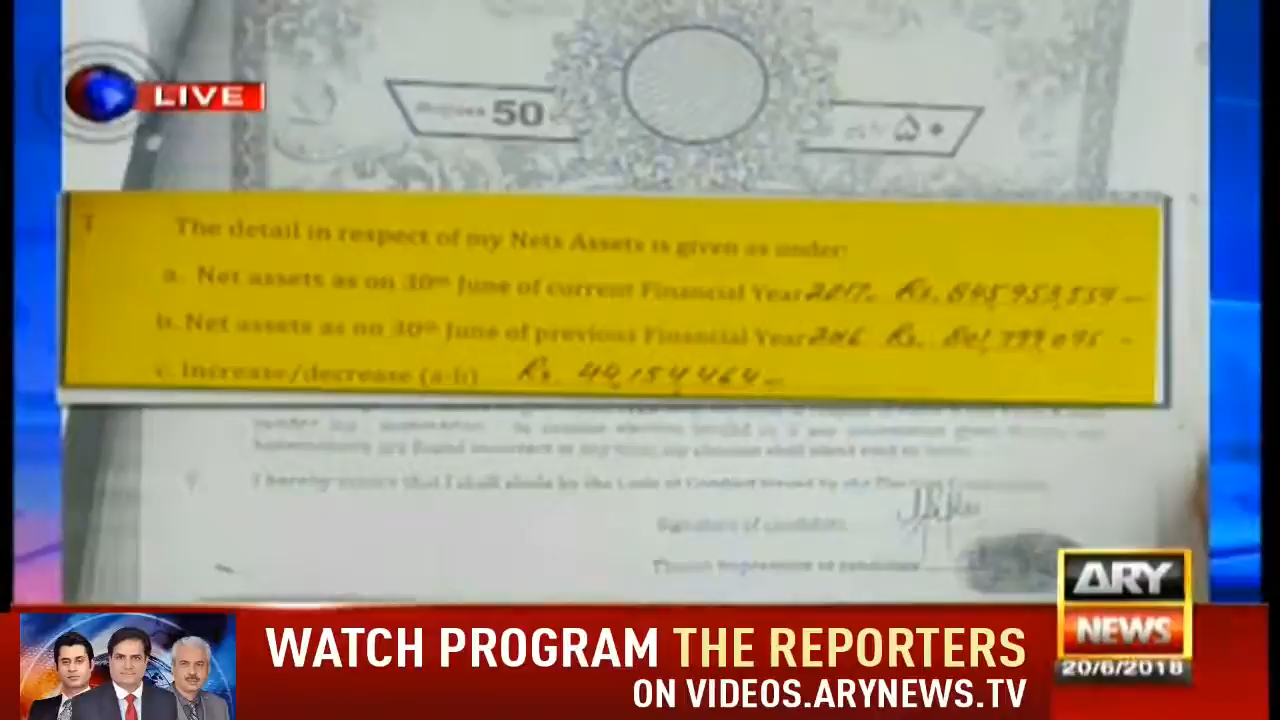 LIVE
Rupees 50
۵۰
The detail in respect of my Nets Assets is given as under:
a. Net assets as on 30th June of current Financial Year 2017. Rs. 845,953,559
b. Net assets as on 30th June of previous Financial Year 2016 Rs. 801,799,095
c. Increase/decrease (a-b) Rs. 44,154,464
I hereby ensure that I shall abide by the Code of Conduct issued by the Election Commission.
Signature of candidate
Thumb Impression of candidate
ARY
NEWS
20/6/2018
WATCH PROGRAM THE REPORTERS
ON VIDEOS.ARYNEWS.TV